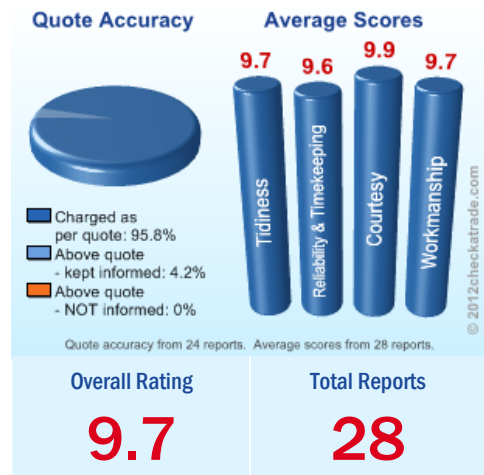 Quote Accuracy
Average Scores
9.7
9.6
9.9
9.7
Tidiness
Reliability & Timekeeping
Courtesy
Workmanship
Charged as
per quote: 95.8%
Above quote
- kept informed: 4.2%
Above quote
- NOT informed: 0%
© 2012checkatrade.com
Quote accuracy from 24 reports. Average scores from 28 reports.
Overall Rating
9.7
Total Reports
28